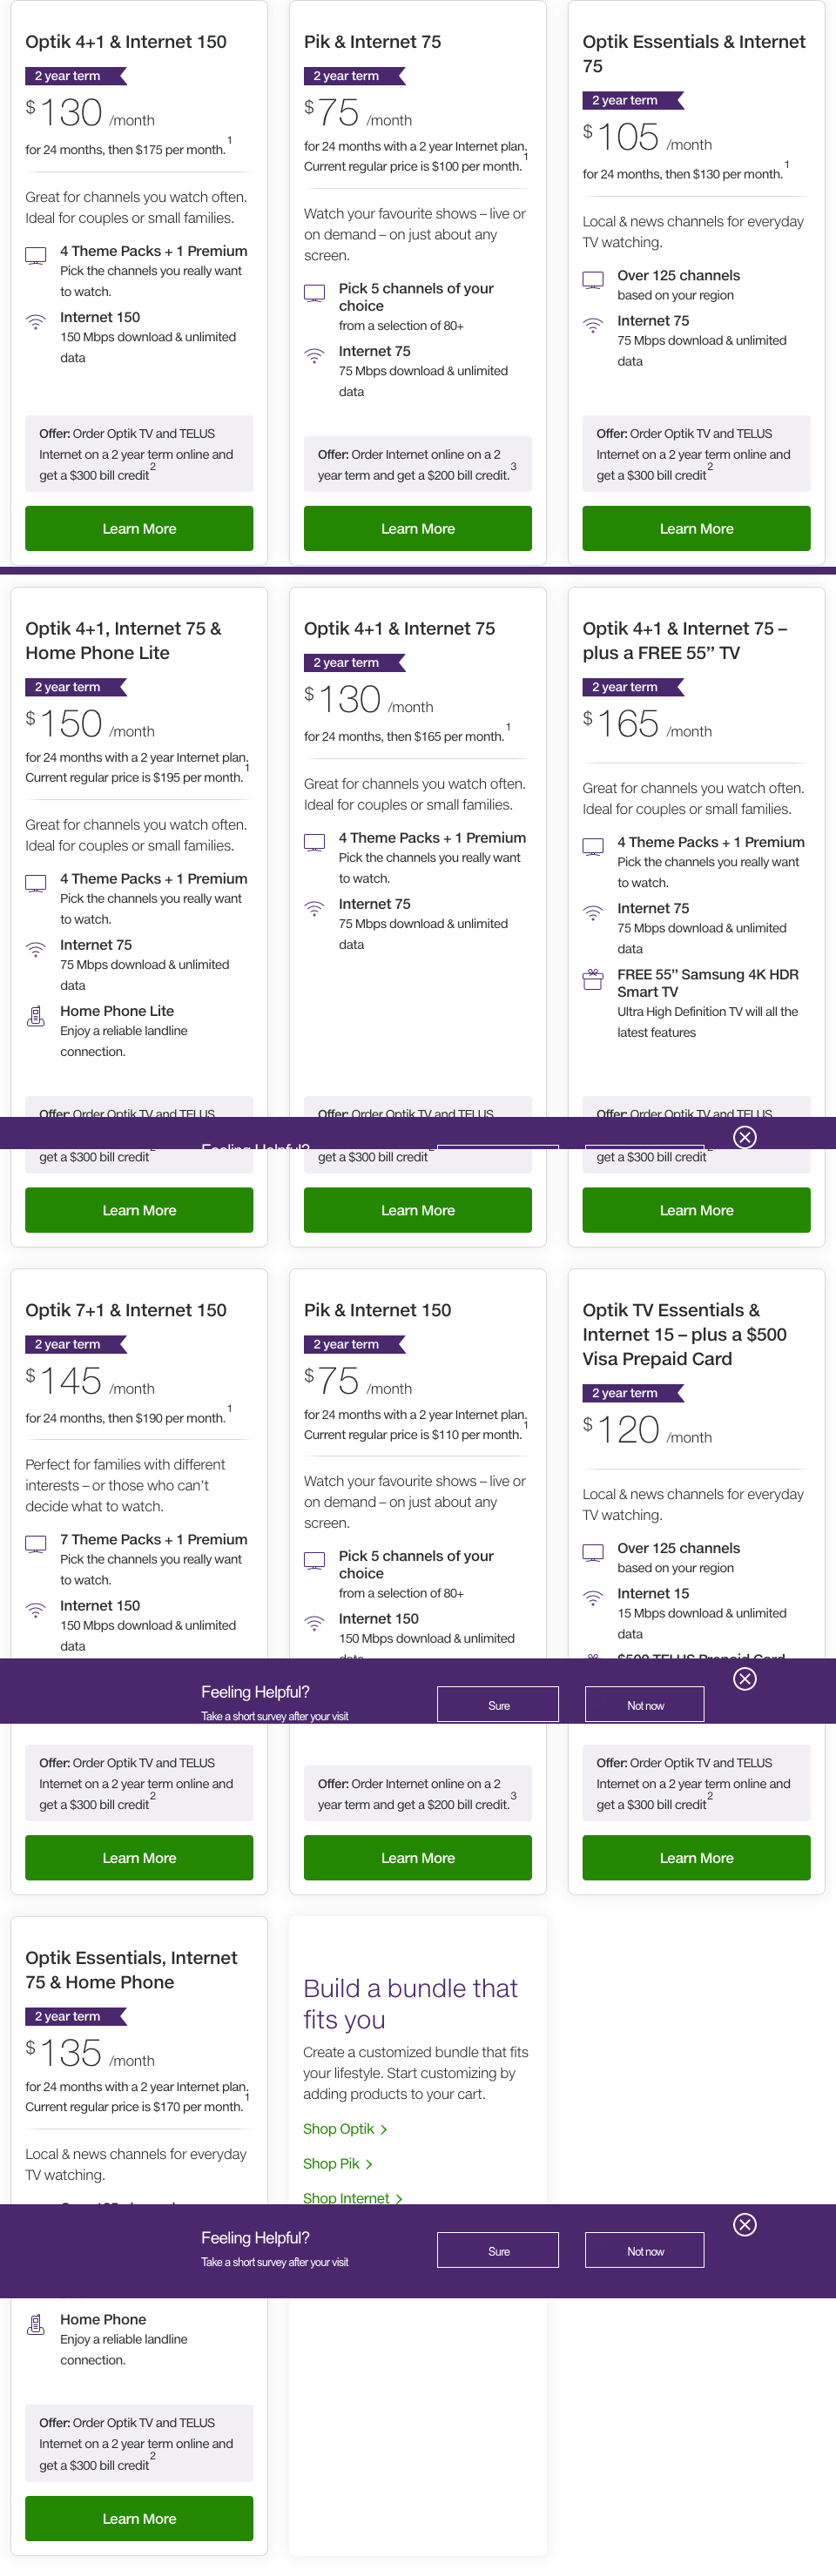 Optik 4+1 & Internet 150
2 year term
$130 /month
for 24 months, then $175 per month.1
Great for channels you watch often.
Ideal for couples or small families.
4 Theme Packs + 1 Premium
Pick the channels you really want
to watch.
Internet 150
150 Mbps download & unlimited
data
Offer: Order Optik TV and TELUS
Internet on a 2 year term online and
get a $300 bill credit2
Learn More
Pik & Internet 75
2 year term
$75 /month
for 24 months with a 2 year Internet plan.
Current regular price is $100 per month.1
Watch your favourite shows – live or
on demand – on just about any
screen.
Pick 5 channels of your
choice
from a selection of 80+
Internet 75
75 Mbps download & unlimited
data
Offer: Order Internet online on a 2
year term and get a $200 bill credit.3
Learn More
Optik Essentials & Internet
75
2 year term
$105 /month
for 24 months, then $130 per month.1
Local & news channels for everyday
TV watching.
Over 125 channels
based on your region
Internet 75
75 Mbps download & unlimited
data
Offer: Order Optik TV and TELUS
Internet on a 2 year term online and
get a $300 bill credit2
Learn More
Optik 4+1, Internet 75 &
Home Phone Lite
2 year term
$150 /month
for 24 months with a 2 year Internet plan.
Current regular price is $195 per month.1
Great for channels you watch often.
Ideal for couples or small families.
4 Theme Packs + 1 Premium
Pick the channels you really want
to watch.
Internet 75
75 Mbps download & unlimited
data
Home Phone Lite
Enjoy a reliable landline
connection.
Offer: Order Optik TV and TELUS
get a $300 bill credit
Learn More
Optik 4+1 & Internet 75
2 year term
$130 /month
for 24 months, then $165 per month.1
Great for channels you watch often.
Ideal for couples or small families.
4 Theme Packs + 1 Premium
Pick the channels you really want
to watch.
Internet 75
75 Mbps download & unlimited
data
Offer: Order Optik TV and TELUS
get a $300 bill credit
Learn More
Optik 4+1 & Internet 75 –
plus a FREE 55” TV
2 year term
$165 /month
Great for channels you watch often.
Ideal for couples or small families.
4 Theme Packs + 1 Premium
Pick the channels you really want
to watch.
Internet 75
75 Mbps download & unlimited
data
FREE 55” Samsung 4K HDR
Smart TV
Ultra High Definition TV will all the
latest features
Offer: Order Optik TV and TELUS
get a $300 bill credit
Learn More
Feeling Helpful?
Optik 7+1 & Internet 150
2 year term
$145 /month
for 24 months, then $190 per month.1
Perfect for families with different
interests – or those who can't
decide what to watch.
7 Theme Packs + 1 Premium
Pick the channels you really want
to watch.
Internet 150
150 Mbps download & unlimited
data
Offer: Order Optik TV and TELUS
Internet on a 2 year term online and
get a $300 bill credit2
Learn More
Pik & Internet 150
2 year term
$75 /month
for 24 months with a 2 year Internet plan.
Current regular price is $110 per month.1
Watch your favourite shows – live or
on demand – on just about any
screen.
Pick 5 channels of your
choice
from a selection of 80+
Internet 150
150 Mbps download & unlimited
data
Offer: Order Internet online on a 2
year term and get a $200 bill credit.3
Learn More
Optik TV Essentials &
Internet 15 – plus a $500
Visa Prepaid Card
2 year term
$120 /month
Local & news channels for everyday
TV watching.
Over 125 channels
based on your region
Internet 15
15 Mbps download & unlimited
data
$500 TELUS Prepaid Card
Offer: Order Optik TV and TELUS
Internet on a 2 year term online and
get a $300 bill credit2
Learn More
Feeling Helpful?
Take a short survey after your visit
Sure
Not now
Optik Essentials, Internet
75 & Home Phone
2 year term
$135 /month
for 24 months with a 2 year Internet plan.
Current regular price is $170 per month.1
Local & news channels for everyday
TV watching.
Home Phone
Enjoy a reliable landline
connection.
Offer: Order Optik TV and TELUS
Internet on a 2 year term online and
get a $300 bill credit2
Learn More
Build a bundle that
fits you
Create a customized bundle that fits
your lifestyle. Start customizing by
adding products to your cart.
Shop Optik
Shop Pik
Shop Internet
Feeling Helpful?
Take a short survey after your visit
Sure
Not now